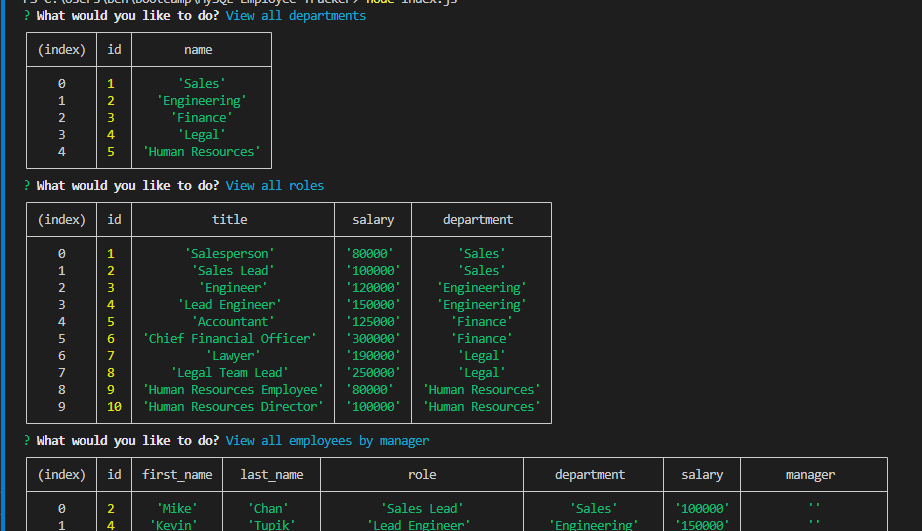 PS C:\Users\Ben\bootcamp\MySQL-Employee-Tracker> node index.js
? What would you like to do? View all departments
(index) id name
0 1 'Sales'
1 2 'Engineering'
2 3 'Finance'
3 4 'Legal'
4 5 'Human Resources'
? What would you like to do? View all roles
(index) id title salary department
0 1 'Salesperson' '80000' 'Sales'
1 2 'Sales Lead' '100000' 'Sales'
2 3 'Engineer' '120000' 'Engineering'
3 4 'Lead Engineer' '150000' 'Engineering'
4 5 'Accountant' '125000' 'Finance'
5 6 'Chief Financial Officer' '300000' 'Finance'
6 7 'Lawyer' '190000' 'Legal'
7 8 'Legal Team Lead' '250000' 'Legal'
8 9 'Human Resources Employee' '80000' 'Human Resources'
9 10 'Human Resources Director' '100000' 'Human Resources'
? What would you like to do? View all employees by manager
(index) id first_name last_name role department salary manager
0 2 'Mike' 'Chan' 'Sales Lead' 'Sales' '100000' ''
1 4 'Kevin' 'Tupik' 'Lead Engineer' 'Engineering' '150000' ''